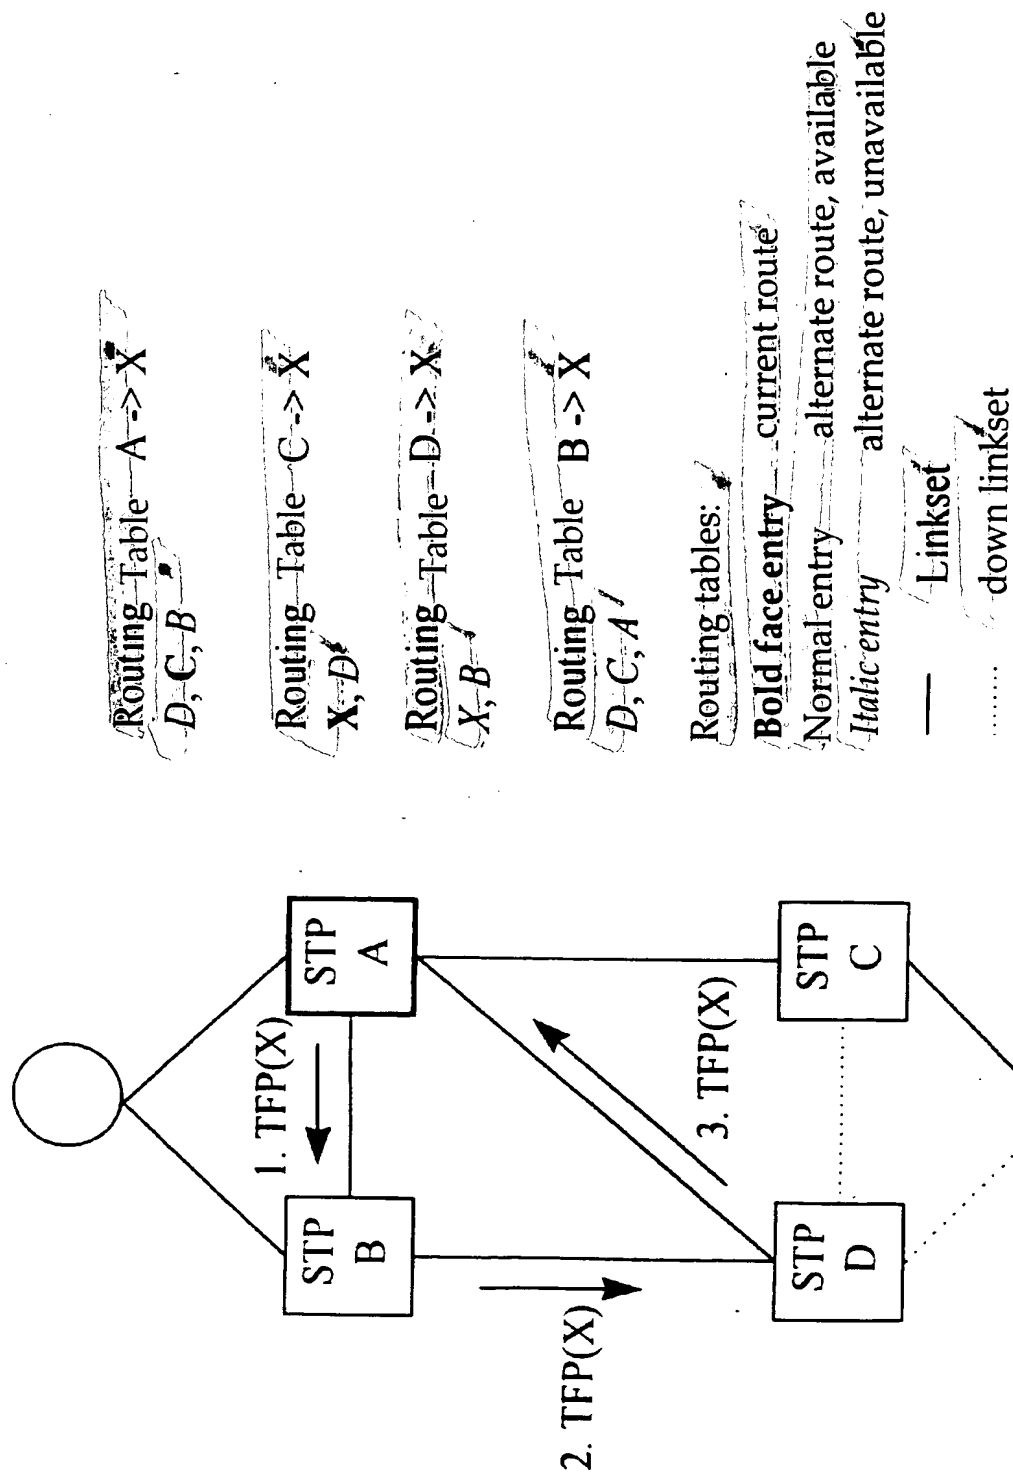 STP
A
STP
B
STP
C
STP
D
1. TFP(X)
2. TFP(X)
3. TFP(X)
Routing Table A -> X
D, C, B
Routing Table C -> X
X, D
Routing Table D -> X
X, B
Routing Table B -> X
D, C, A
Routing tables:
Bold face entry current route
Normal entry alternate route, available
Italic entry alternate route, unavailable
Linkset
down linkset